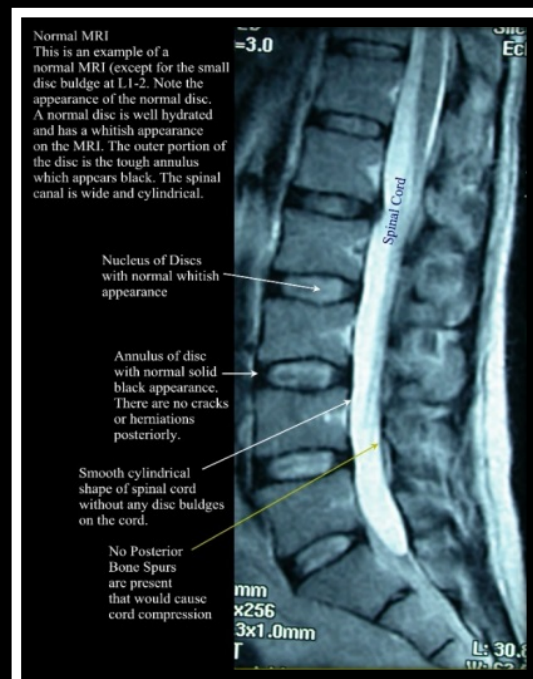 Normal MRI
This is an example of a
normal MRI (except for the small
disc buldge at L1-2. Note the
appearance of the normal disc.
A normal disc is well hydrated
and has a whitish appearance
on the MRI. The outer portion of
the disc is the tough annulus
which appears black. The spinal
canal is wide and cylindrical.
=3.0
Ec
Spinal Cord
Nucleus of Discs
with normal whitish
appearance
Annulus of disc
with normal solid
black appearance.
There are no cracks
or herniations
posteriorly.
Smooth cylindrical
shape of spinal cord
without any disc buldges
on the cord.
No Posterior
Bone Spurs
are present
that would cause
cord compression
mm
x256
3x1.0mm
T
L: 30.